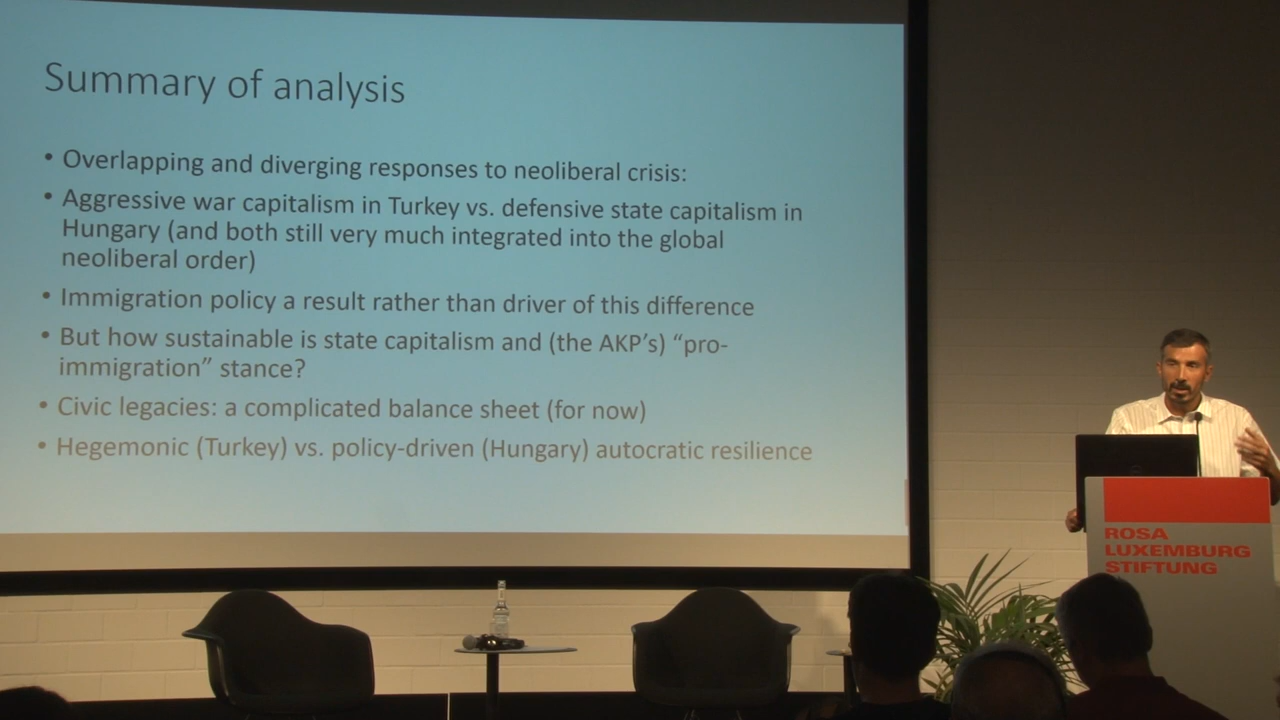 Summary of analysis
• Overlapping and diverging responses to neoliberal crisis:
• Aggressive war capitalism in Turkey vs. defensive state capitalism in
Hungary (and both still very much integrated into the global
neoliberal order)
• Immigration policy a result rather than driver of this difference
• But how sustainable is state capitalism and (the AKP’s) “pro-
immigration” stance?
• Civic legacies: a complicated balance sheet (for now)
• Hegemonic (Turkey) vs. policy-driven (Hungary) autocratic resilience
ROSA
LUXEMBURG
STIFTUNG